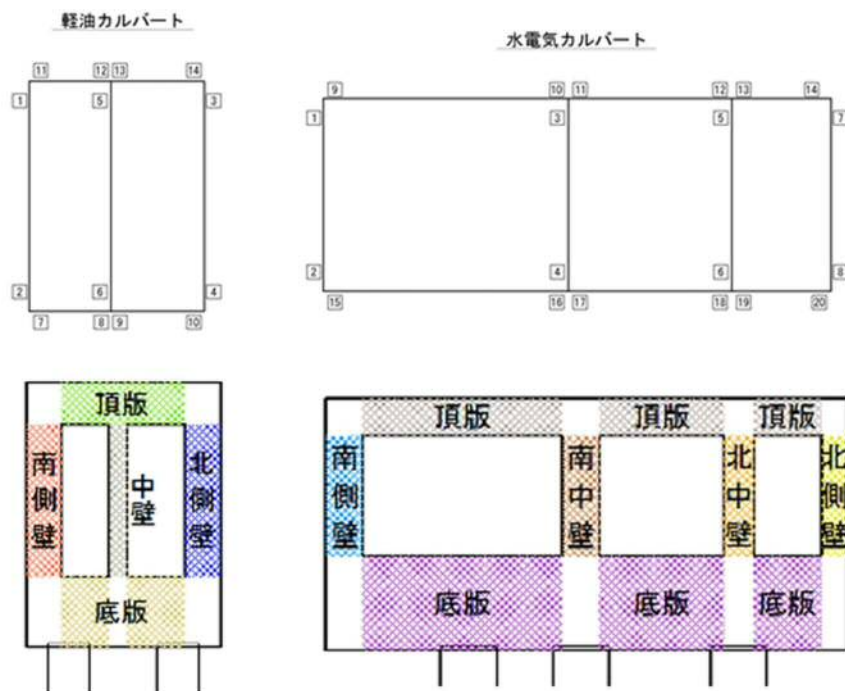 軽油カルバート
水電気カルバート
11 12 13 14
1 5 3
2 6 4
7 8 9 10
9 10 11 12 13 14
1 3 5 7
2 4 6 8
15 16 17 18 19 20
頂版
南側壁
中壁
北側壁
底版
頂版 頂版 頂版
南側壁
南中壁
北中壁
北側壁
底版 底版 底版